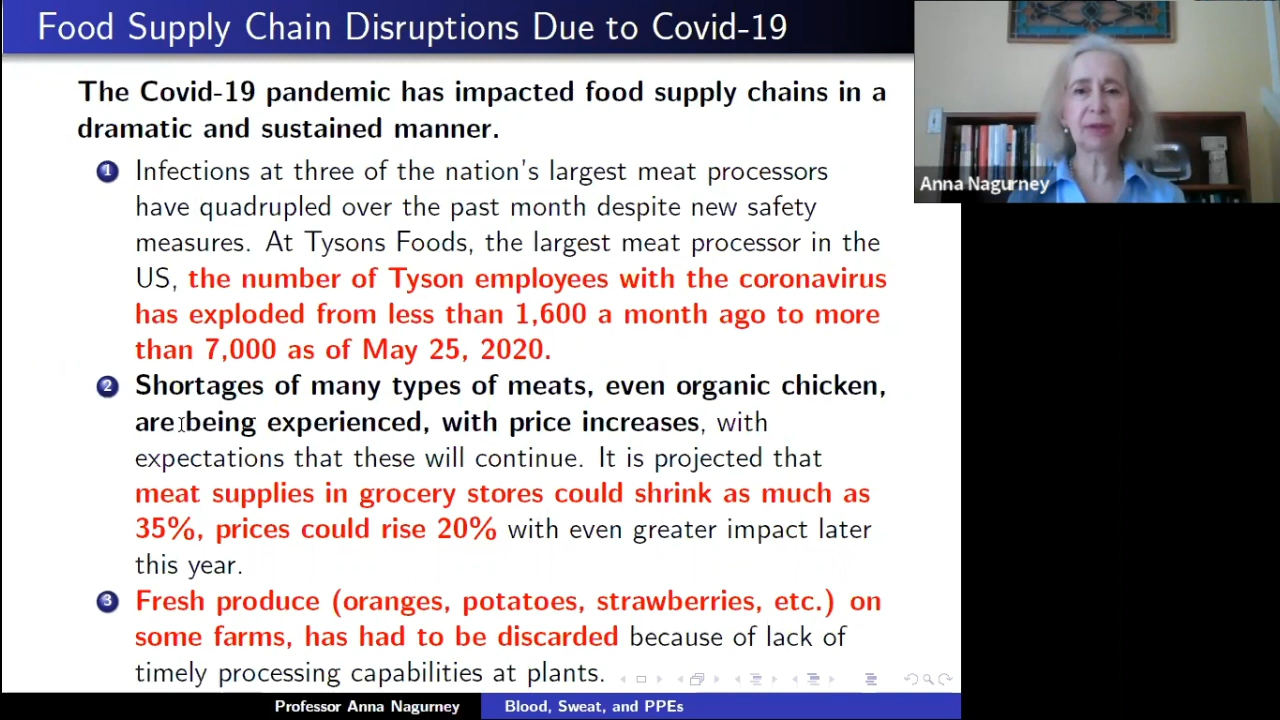 Food Supply Chain Disruptions Due to Covid-19
The Covid-19 pandemic has impacted food supply chains in a
dramatic and sustained manner.
1 Infections at three of the nation's largest meat processors
have quadrupled over the past month despite new safety
measures. At Tysons Foods, the largest meat processor in the
US, the number of Tyson employees with the coronavirus
has exploded from less than 1,600 a month ago to more
than 7,000 as of May 25, 2020.
2 Shortages of many types of meats, even organic chicken,
are being experienced, with price increases, with
expectations that these will continue. It is projected that
meat supplies in grocery stores could shrink as much as
35%, prices could rise 20% with even greater impact later
this year.
3 Fresh produce (oranges, potatoes, strawberries, etc.) on
some farms, has had to be discarded because of lack of
timely processing capabilities at plants.
Professor Anna Nagurney
Blood, Sweat, and PPEs
Anna Nagurney